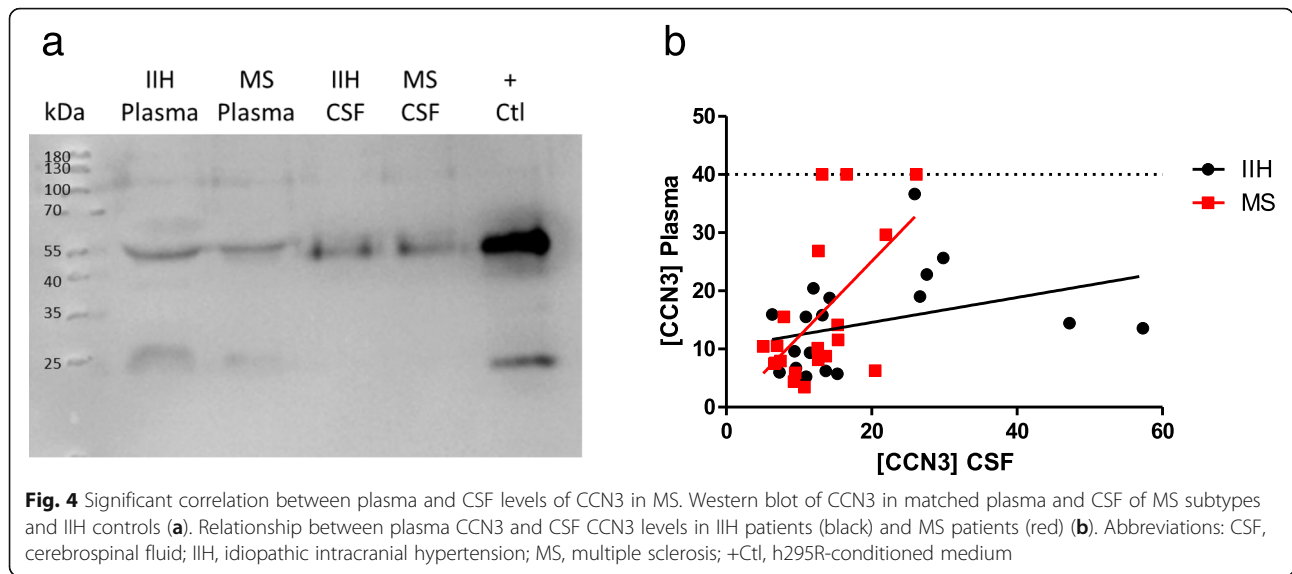 a
IIH MS IIH MS +
kDa Plasma Plasma CSF CSF Ctl
180
130
100
70
55
40
35
25
b
50
40
30
20
10
0
[CCN3] Plasma
0 20 40 60
[CCN3] CSF
IIH
MS
Fig. 4 Significant correlation between plasma and CSF levels of CCN3 in MS. Western blot of CCN3 in matched plasma and CSF of MS subtypes
and IIH controls (a). Relationship between plasma CCN3 and CSF CCN3 levels in IIH patients (black) and MS patients (red) (b). Abbreviations: CSF,
cerebrospinal fluid; IIH, idiopathic intracranial hypertension; MS, multiple sclerosis; +Ctl, h295R-conditioned medium